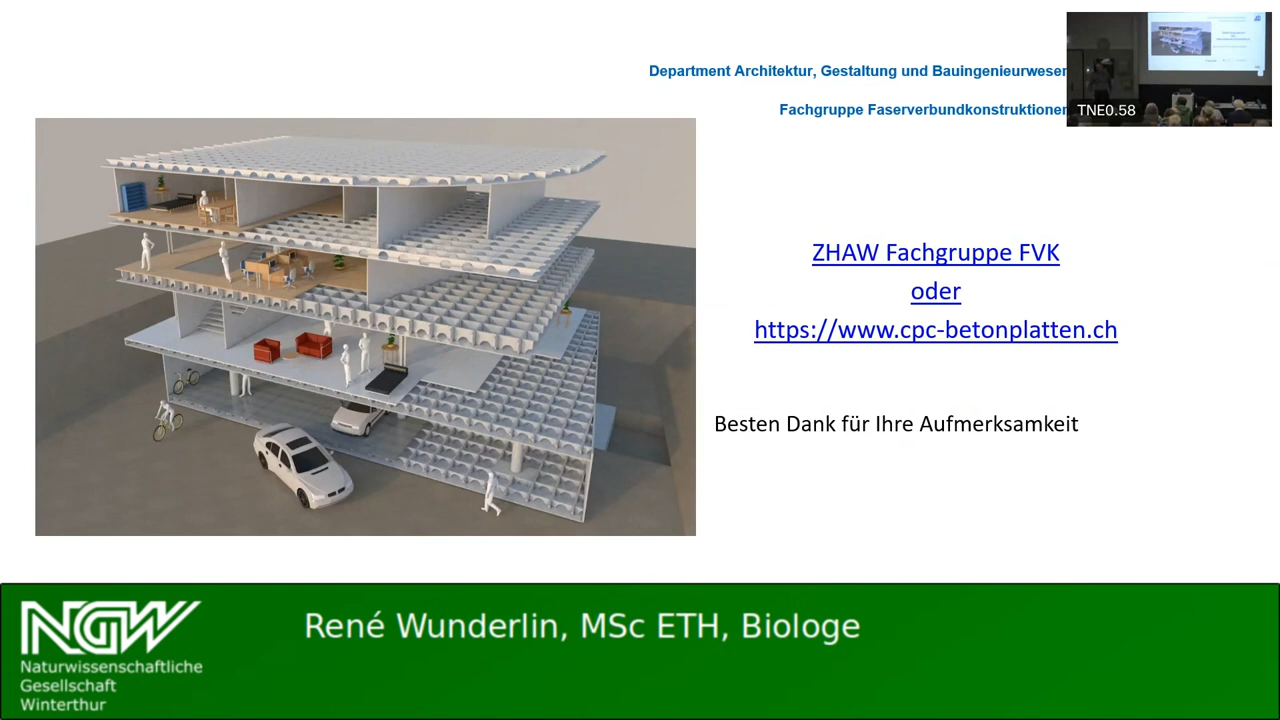 Department Architektur, Gestaltung und Bauingenieurwesen
Fachgruppe Faserverbundkonstruktionen
TNE0.58
ZHAW Fachgruppe FVK
oder
https://www.cpc-betonplatten.ch
Besten Dank für Ihre Aufmerksamkeit
NGW
Naturwissenschaftliche
Gesellschaft
Winterthur
René Wunderlin, MSc ETH, Biologe